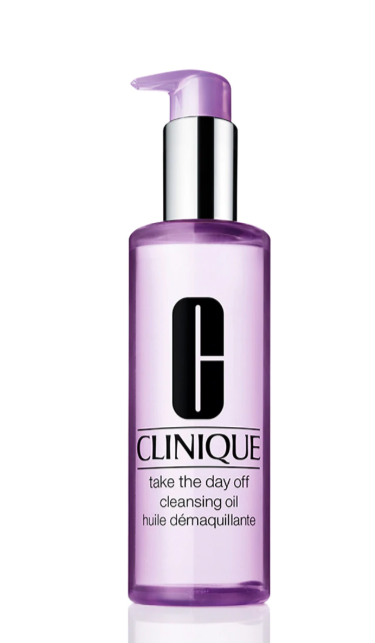 CLINIQUE
take the day off
cleansing oil
huile démaquillante